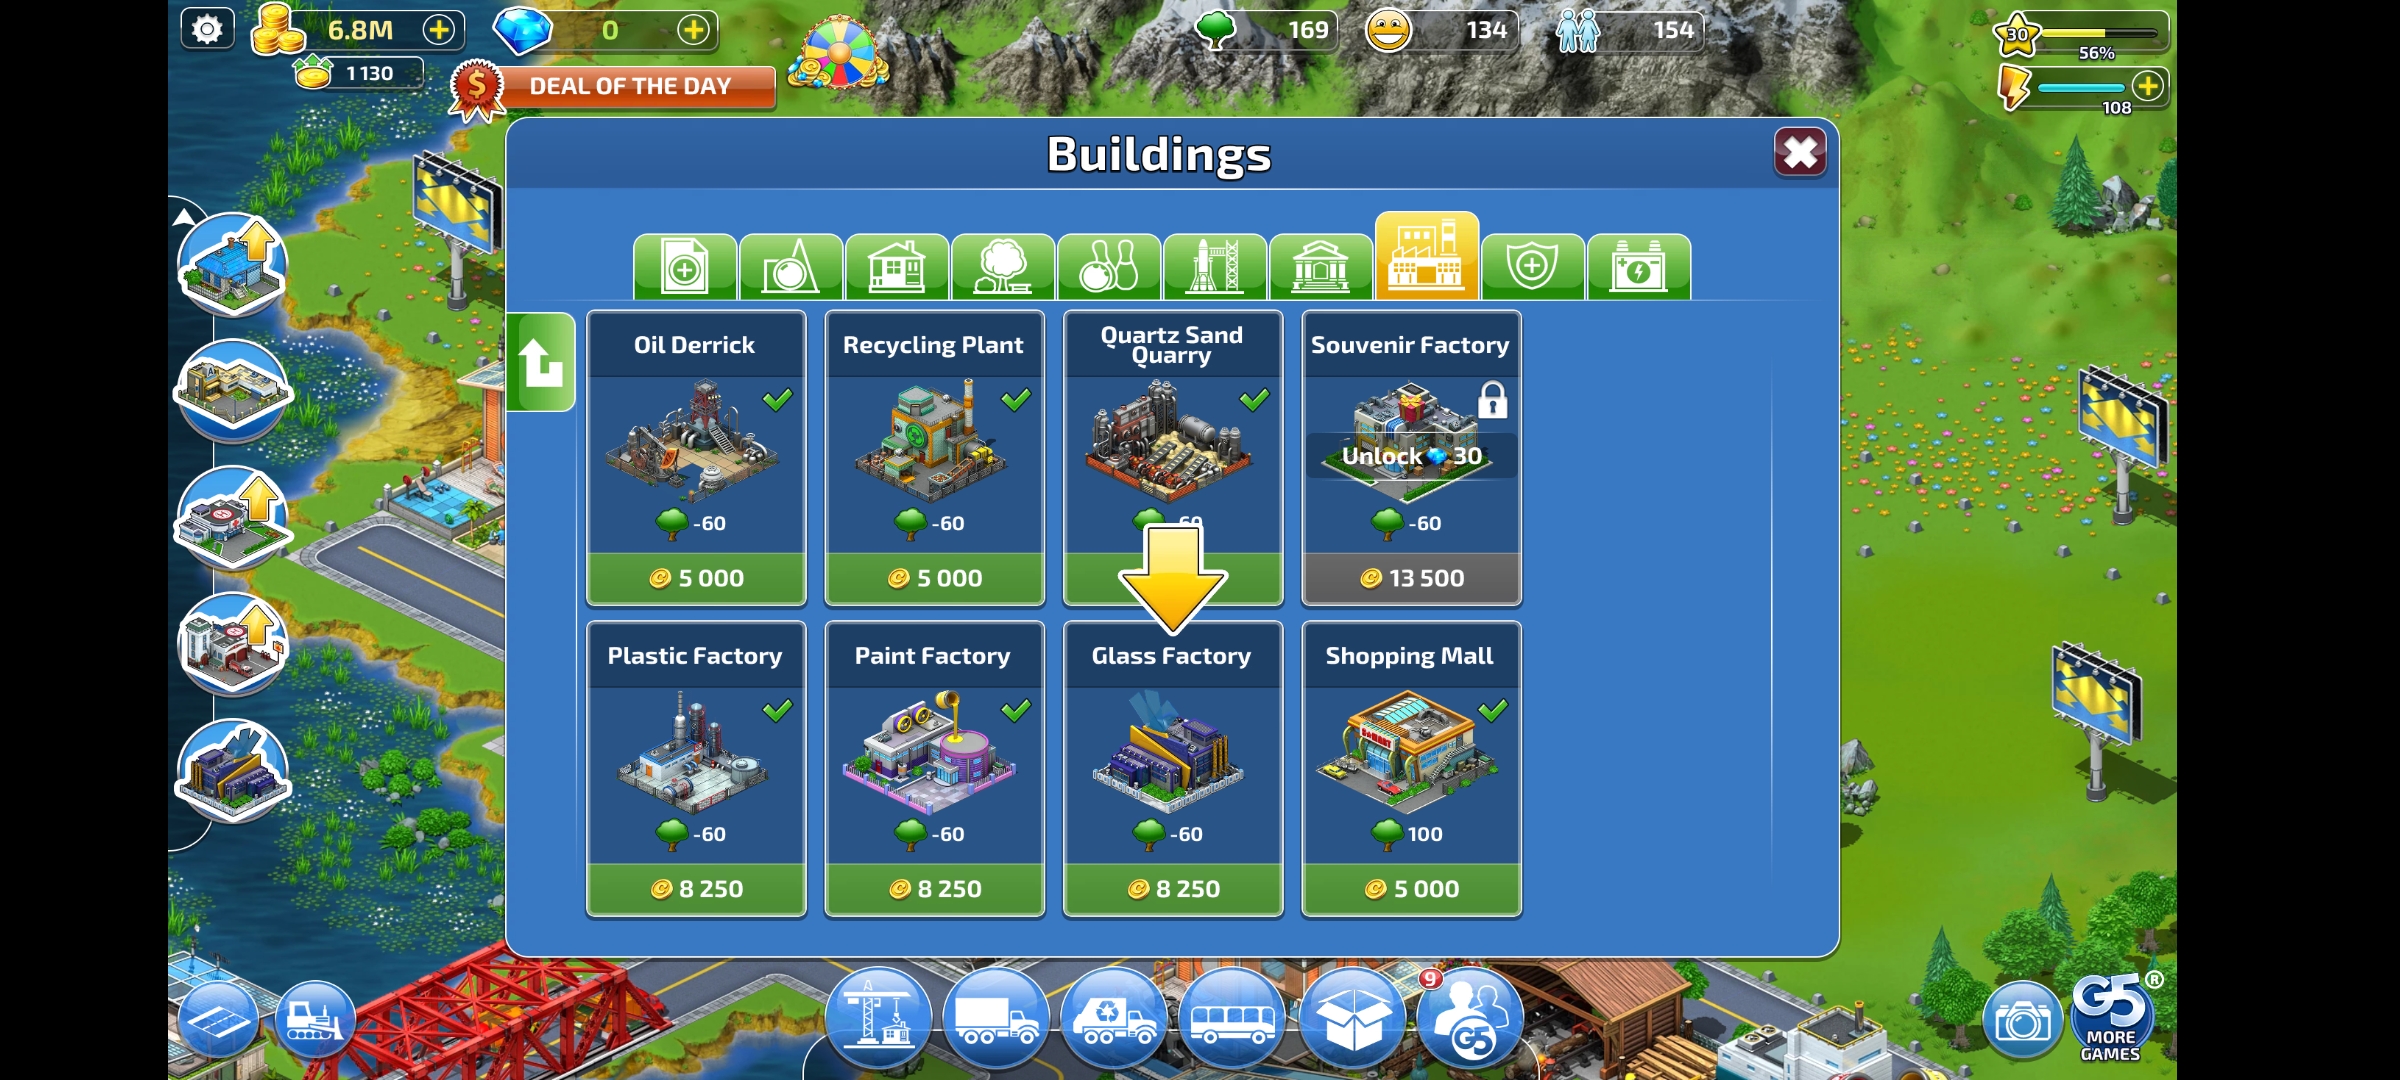 6.8M
0
169
134
154
30
56%
1 130
DEAL OF THE DAY
108
Buildings
Oil Derrick
Recycling Plant
Quartz Sand
Quarry
Souvenir Factory
Unlock 30
-60
-60
-60
-60
5 000
5 000
13 500
Plastic Factory
Paint Factory
Glass Factory
Shopping Mall
-60
-60
-60
100
8 250
8 250
8 250
5 000
9
G5
G5®
MORE
GAMES